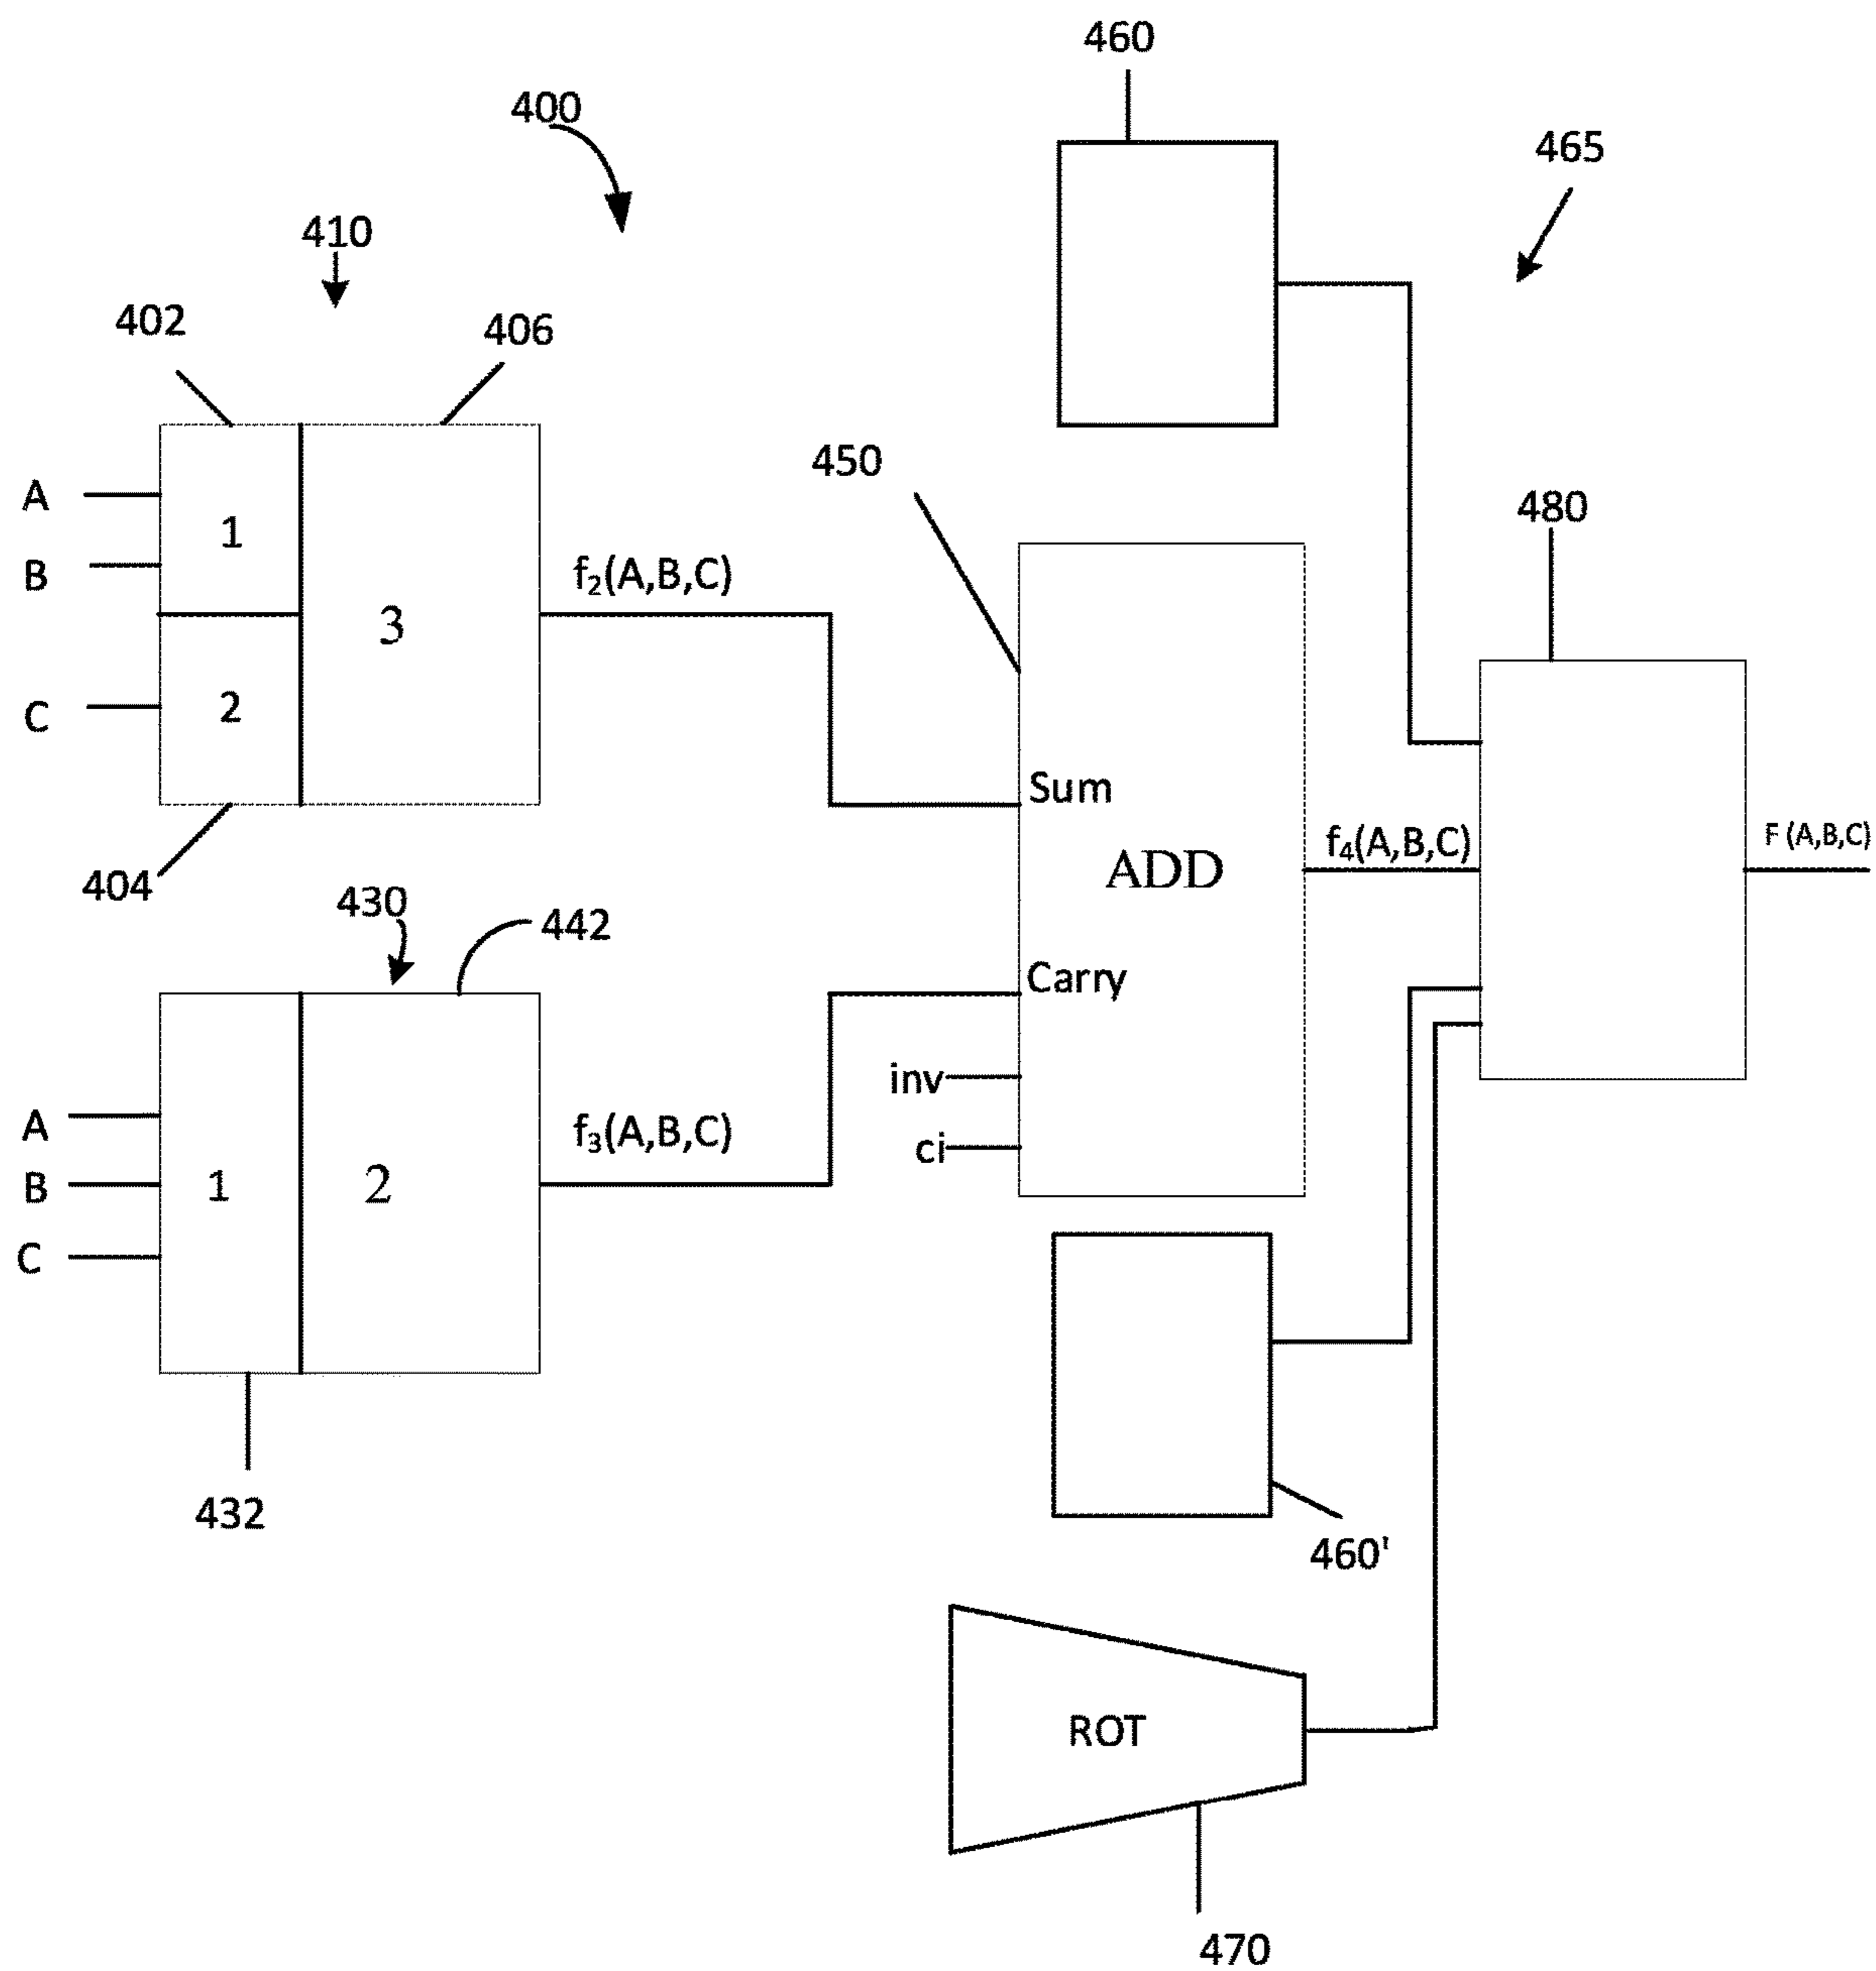 460
400
465
410
402
406
450
480
A
1
B
f₂(A,B,C)
3
C
2
Sum
ADD
f₄(A,B,C)
F (A,B,C)
404
430
442
Carry
inv
ci
A
f₃(A,B,C)
B
1
2
C
432
460'
ROT
470